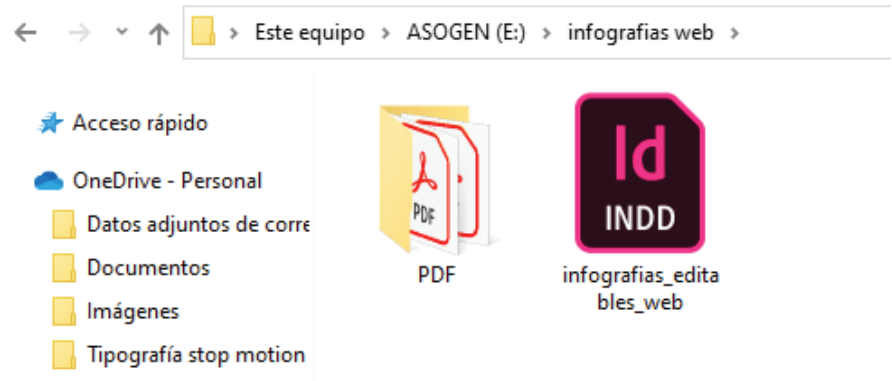 Este equipo > ASOGEN (E:) > infografias web >
Acceso rápido
OneDrive - Personal
Datos adjuntos de corre
Documentos
Imágenes
Tipografía stop motion
PDF
PDF
Id
INDD
infografias_edita
bles_web